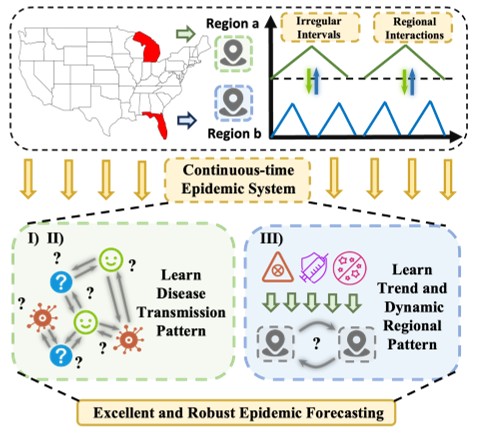 Region a
Region b
Irregular
Intervals
Regional
Interactions
Continuous-time
Epidemic System
I) II)
?
?
?
?
?
?
?
?
?
Learn
Disease
Transmission
Pattern
III)
Learn
Trend and
Dynamic
Regional
Pattern
?
Excellent and Robust Epidemic Forecasting